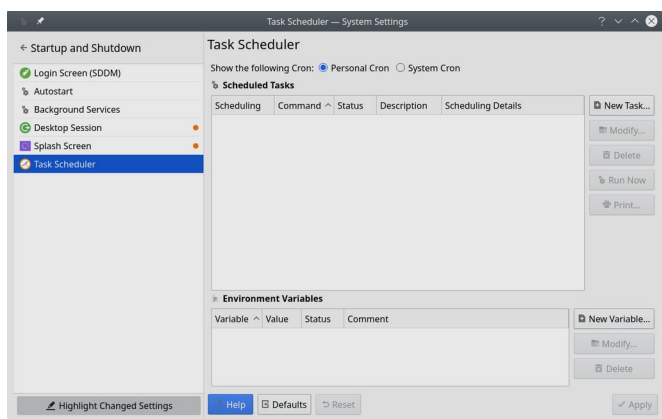 Task Scheduler — System Settings
Startup and Shutdown
Login Screen (SDDM)
Autostart
Background Services
Desktop Session
Splash Screen
Task Scheduler
Highlight Changed Settings
Task Scheduler
Show the following Cron: Personal Cron System Cron
Scheduled Tasks
Scheduling Command Status Description Scheduling Details
New Task...
Modify...
Delete
Run Now
Print...
Environment Variables
Variable Value Status Comment
New Variable...
Modify...
Delete
Help Defaults Reset Apply